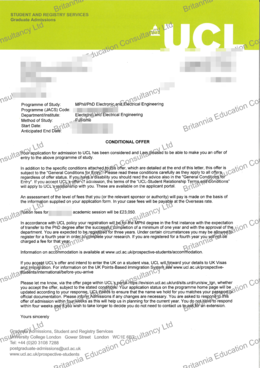 STUDENT AND REGISTRY SERVICES
Graduate Admissions
UCL
Programme of Study: MPhil/PhD Electronic and Electrical Engineering
Programme (JACS) Code:
Department/Institute: Electronic and Electrical Engineering
Method of Study: Full-time
Start Date:
Anticipated End Date:
CONDITIONAL OFFER
Your application for admission to UCL has been considered and I am pleased to be able to make you an offer of
entry to the above programme of study.
In addition to the specific conditions attached to this offer, which are detailed at the end of this letter, this offer is
subject to the "General Conditions for Entry". Please read these conditions carefully as they apply to all offers,
regardless of offer status. If you have a disability you should read the advice also in the "General Conditions for
Entry". If you accept UCL's offer of admission, the terms of the 'UCL-Student Relationship Terms and Conditions'
will apply to UCL's relationship with you. These are available on the applicant portal.
An assessment of the level of fees that you (or the relevant sponsor or authority) will pay is made on the basis of
the information supplied on your application form. In your case fees will be payable at the Overseas rate.
Tuition fees for academic session will be £23,000.
In accordance with UCL policy your registration will be for the MPhil degree in the first instance with the expectation
of transfer to the PhD degree after the successful completion of a minimum of one year and with the approval of the
department. You are expected to be registered for three years. Under certain circumstances you may be allowed to
register for a fourth year in order to complete your research. If you are registered for a fourth year you will not be
charged a fee for that year.
Information on accommodation is available at www.ucl.ac.uk/prospective-students/accommodation.
If you accept UCL's offer and intend to enter the UK on a student visa, UCL will forward your details to UK Visas
and Immigration. For information on the UK Points-Based Immigration System see www.ucl.ac.uk/prospective-
students/international/before-you-arrive
Please let me know, via the offer page within UCL's portal
you accept the offer, subject to the stated conditions. Your application status on the programme home page will be
updated according to your response. UCL needs to ensure that the name we hold for you matches your passport or
official documentation. Please inform Admissions if any changes are necessary. You are asked to respond to this
offer of admission within four weeks as this will help us in planning for the current year. You do not need to respond
within four weeks and if you wish to take longer to decide you do not need to contact us to ask for an extension.
Yours sincerely
Graduate Admissions, Student and Registry Services
University College London Gower Street London WC1E 6BT
Tel: +44 (0)20
www.ucl.ac.uk/prospective-students
Britannia Education Consultancy Ltd